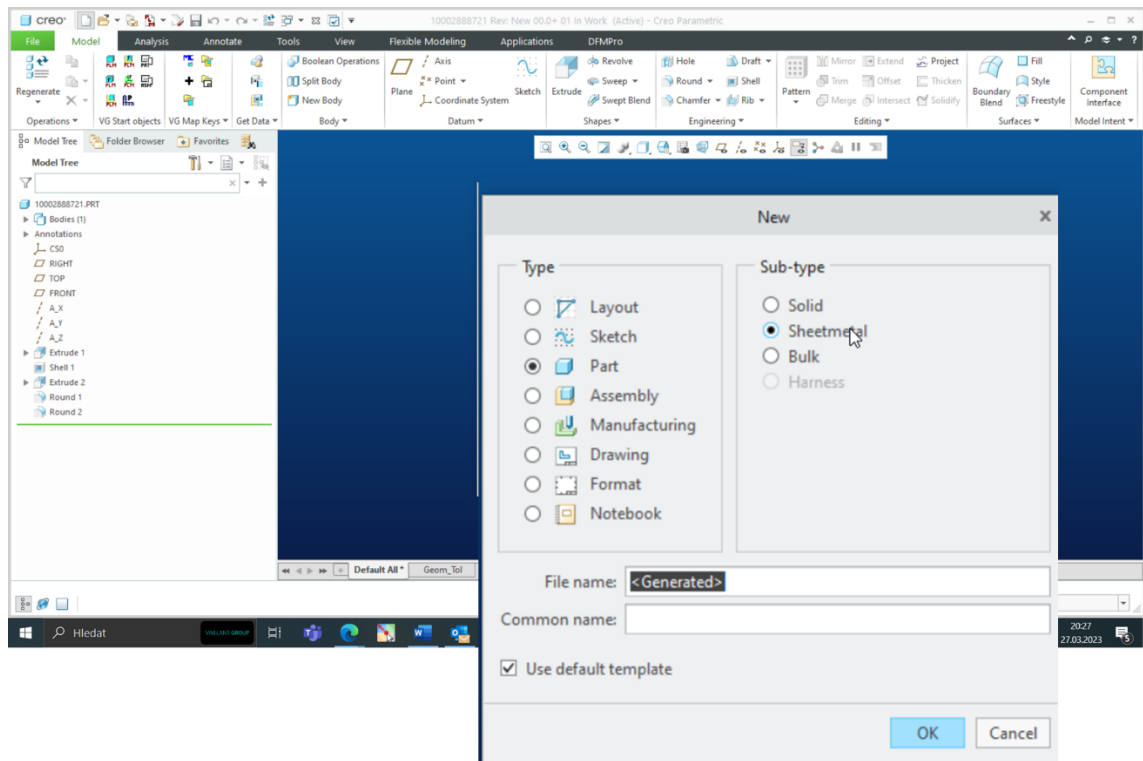 creo®
10002888721 Rev: New 00.0+ 01 In Work (Active) - Creo Parametric
File Model Analysis Annotate Tools View Flexible Modeling Applications DFMPro
Boolean Operations Axis Revolve Hole Draft Mirror Extend Project Fill
Split Body Point Sweep Round Shell Trim Offset Thicken Style
Regenerate New Body Plane Coordinate System Sketch Extrude Swept Blend Chamfer Rib Pattern Merge Intersect Solidify Boundary Blend Freestyle Component Interface
Operations VG Start objects VG Map Keys Get Data Body Datum Shapes Engineering Editing Surfaces Model Intent
Model Tree Folder Browser Favorites
Model Tree
10002888721.PRT
Bodies (1)
Annotations
CS0
RIGHT
TOP
FRONT
A_X
A_Y
A_Z
Extrude 1
Shell 1
Extrude 2
Round 1
Round 2
Default All * Geom_Tol
Hledat
VAILLANT GROUP
20:27
27.03.2023
5
New
Type
Layout
Sketch
Part
Assembly
Manufacturing
Drawing
Format
Notebook
Sub-type
Solid
Sheetmetal
Bulk
Harness
File name: <Generated>
Common name:
Use default template
OK Cancel